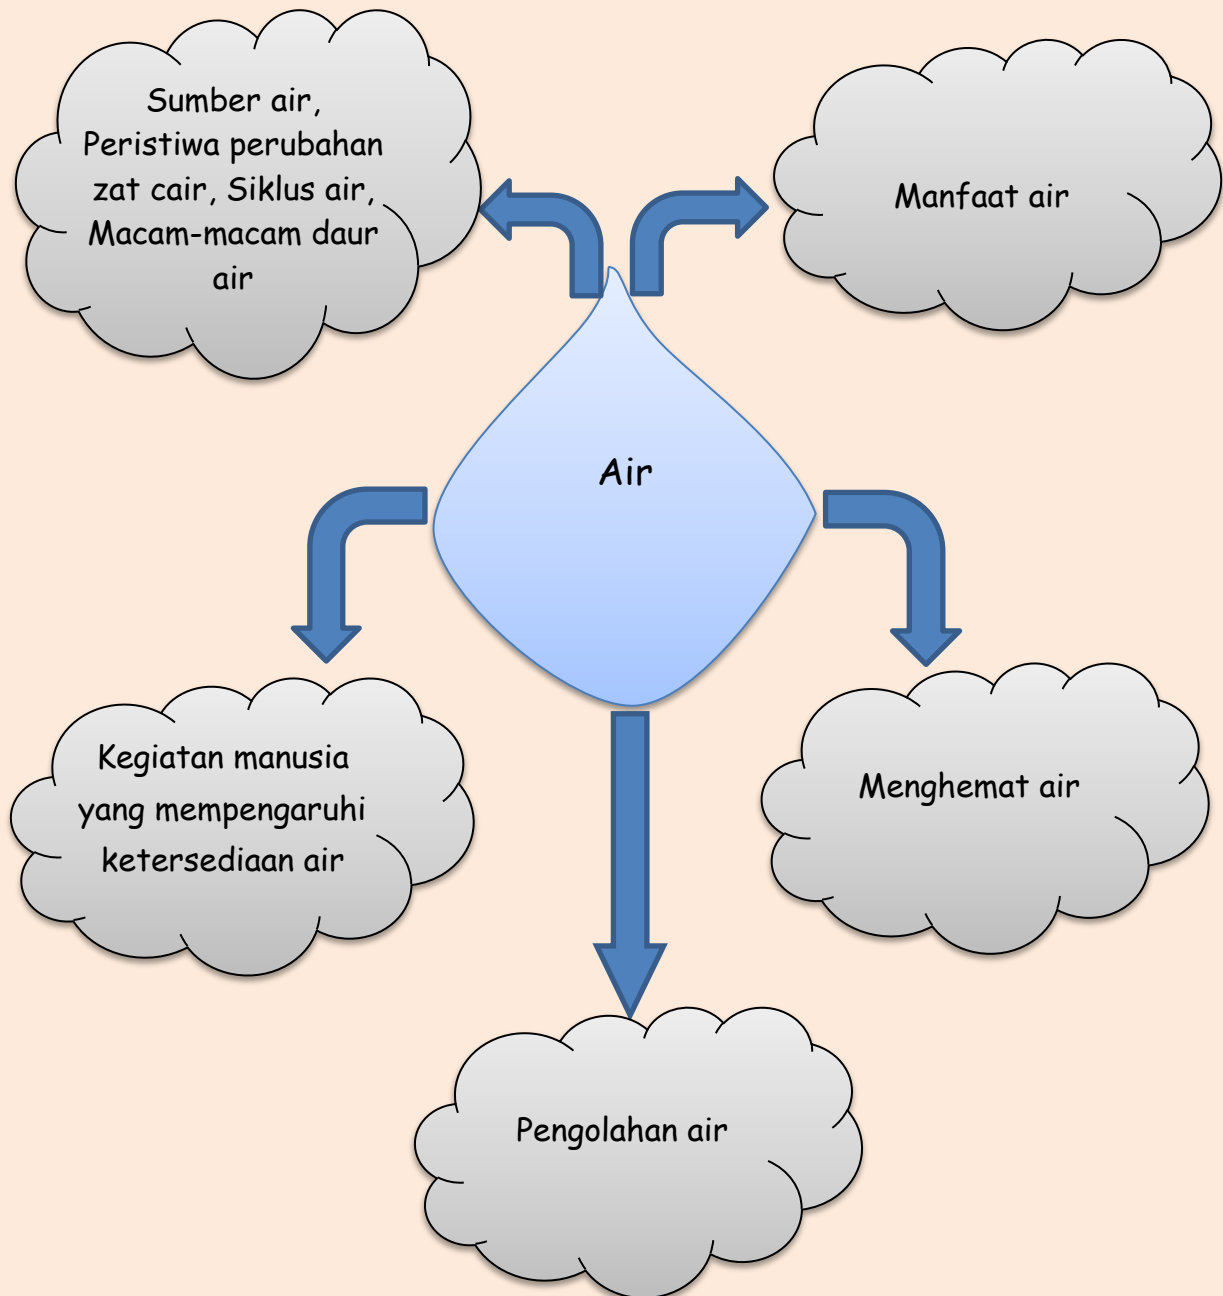 Sumber air,
Peristiwa perubahan
zat cair, Siklus air,
Macam-macam daur
air
Manfaat air
Air
Kegiatan manusia
yang mempengaruhi
ketersediaan air
Menghemat air
Pengolahan air